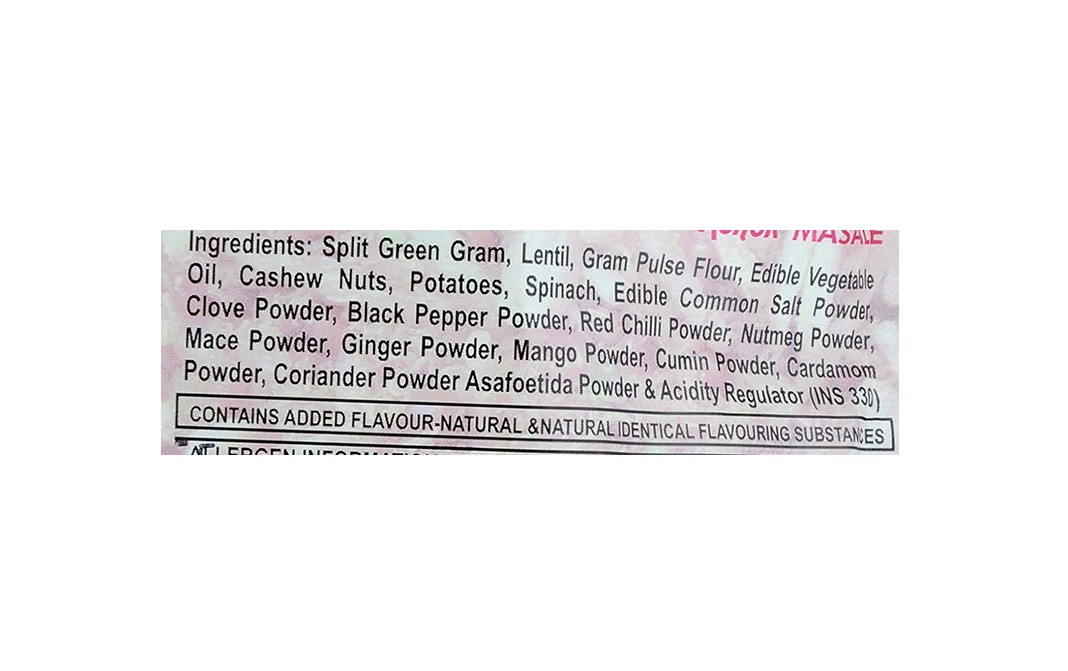 MASALE
Ingredients: Split Green Gram, Lentil, Gram Pulse Flour, Edible Vegetable
Oil, Cashew Nuts, Potatoes, Spinach, Edible Common Salt Powder,
Clove Powder, Black Pepper Powder, Red Chilli Powder, Nutmeg Powder,
Mace Powder, Ginger Powder, Mango Powder, Cumin Powder, Cardamom
Powder, Coriander Powder Asafoetida Powder & Acidity Regulator (INS 330)
CONTAINS ADDED FLAVOUR-NATURAL &NATURAL IDENTICAL FLAVOURING SUBSTANCES